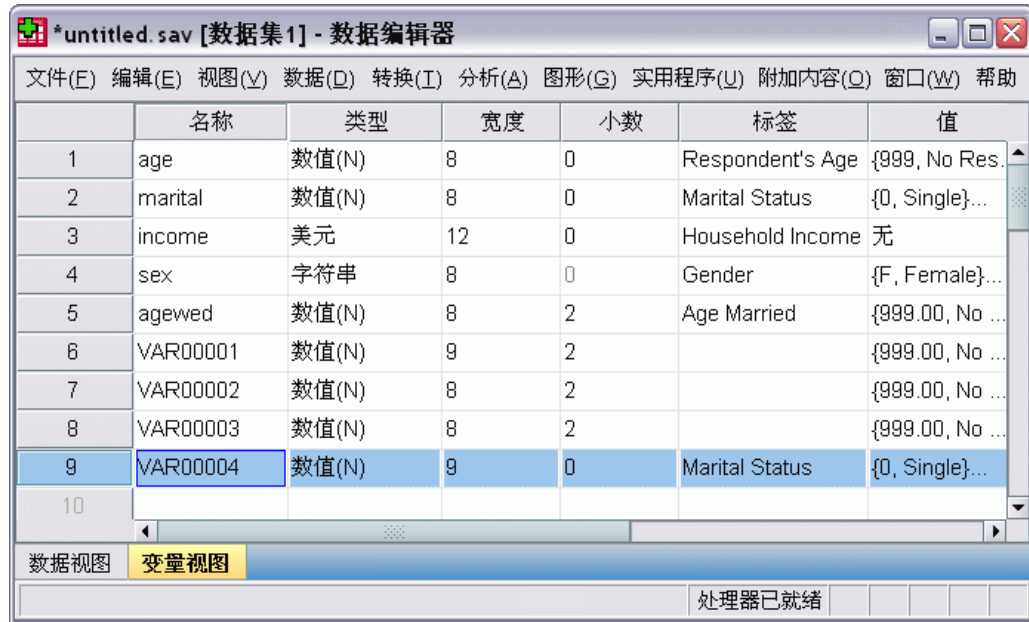 *untitled.sav [数据集1] - 数据编辑器
文件(F) 编辑(E) 视图(V) 数据(D) 转换(T) 分析(A) 图形(G) 实用程序(U) 附加内容(O) 窗口(W) 帮助
名称 类型 宽度 小数 标签 值
1 age 数值(N) 8 0 Respondent's Age {999, No Res.
2 marital 数值(N) 8 0 Marital Status {0, Single}...
3 income 美元 12 0 Household Income 无
4 sex 字符串 8 0 Gender {F, Female}...
5 agewed 数值(N) 8 2 Age Married {999.00, No ...
6 VAR00001 数值(N) 9 2 {999.00, No ...
7 VAR00002 数值(N) 8 2 {999.00, No ...
8 VAR00003 数值(N) 8 2 {999.00, No ...
9 VAR00004 数值(N) 9 0 Marital Status {0, Single}...
10
数据视图 变量视图
处理器已就绪